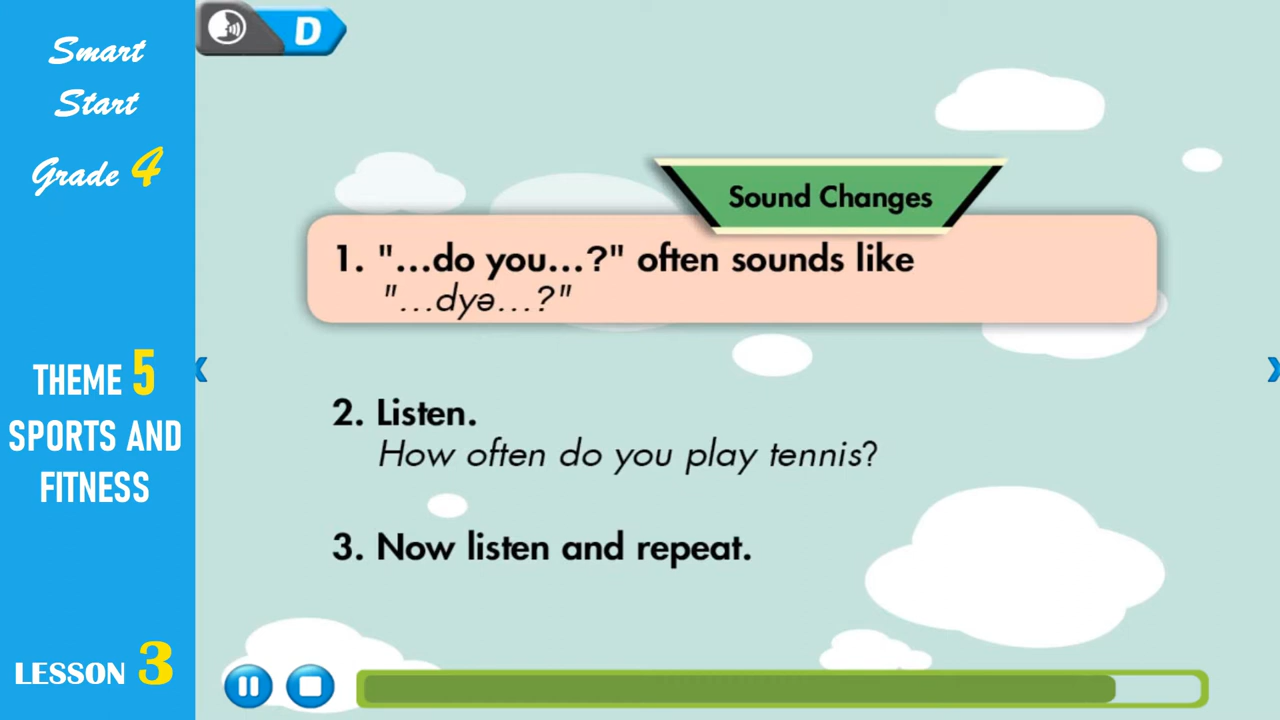 Smart
Start
Grade 4
THEME 5
SPORTS AND
FITNESS
LESSON 3
D
Sound Changes
1. "...do you...?" often sounds like
"...dyə...?"
2. Listen.
How often do you play tennis?
3. Now listen and repeat.